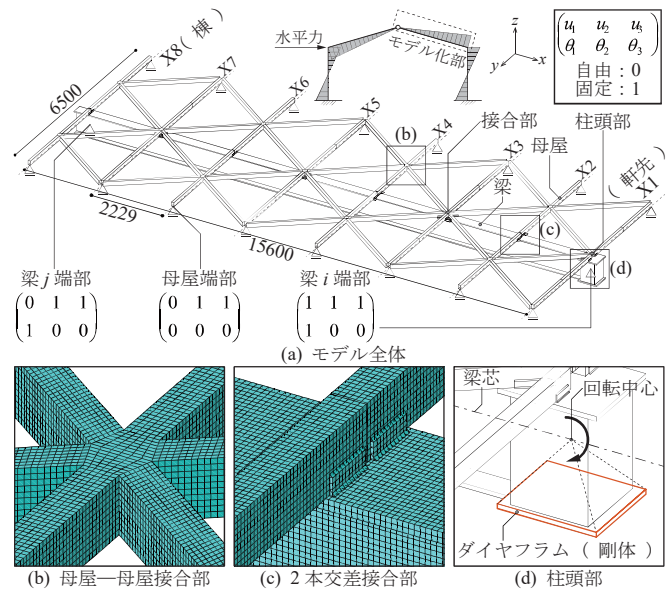 水平力
モデル化部
z
y
x
u₁ u₂ u₃
θ₁ θ₂ θ₃
自由 : 0
固定 : 1
X8 ( 棟 )
X7
X6
X5
X4
X3
X2
X1
( 軒先 )
6500
2229
15600
(b)
接合部
母屋
柱頭部
梁
(c)
(d)
梁 j 端部
0 1 1
1 0 0
母屋端部
0 1 1
0 0 0
梁 i 端部
1 1 1
1 0 0
(a) モデル全体
梁芯
回転中心
ダイヤフラム ( 剛体 )
(b) 母屋—母屋接合部
(c) 2 本交差接合部
(d) 柱頭部